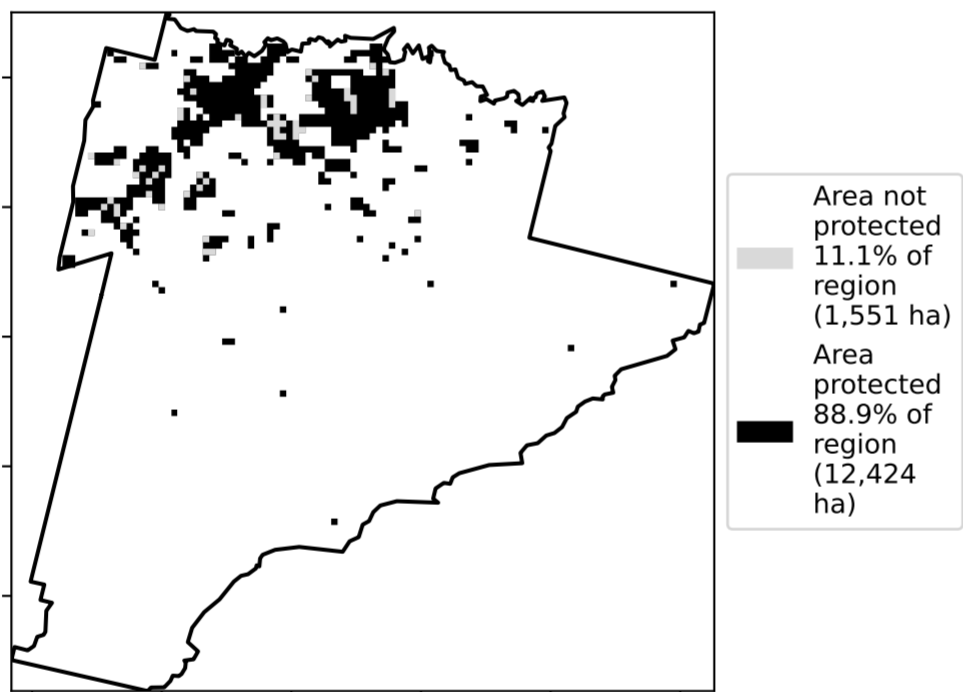 Area not
protected
11.1% of
region
(1,551 ha)
Area
protected
88.9% of
region
(12,424
ha)